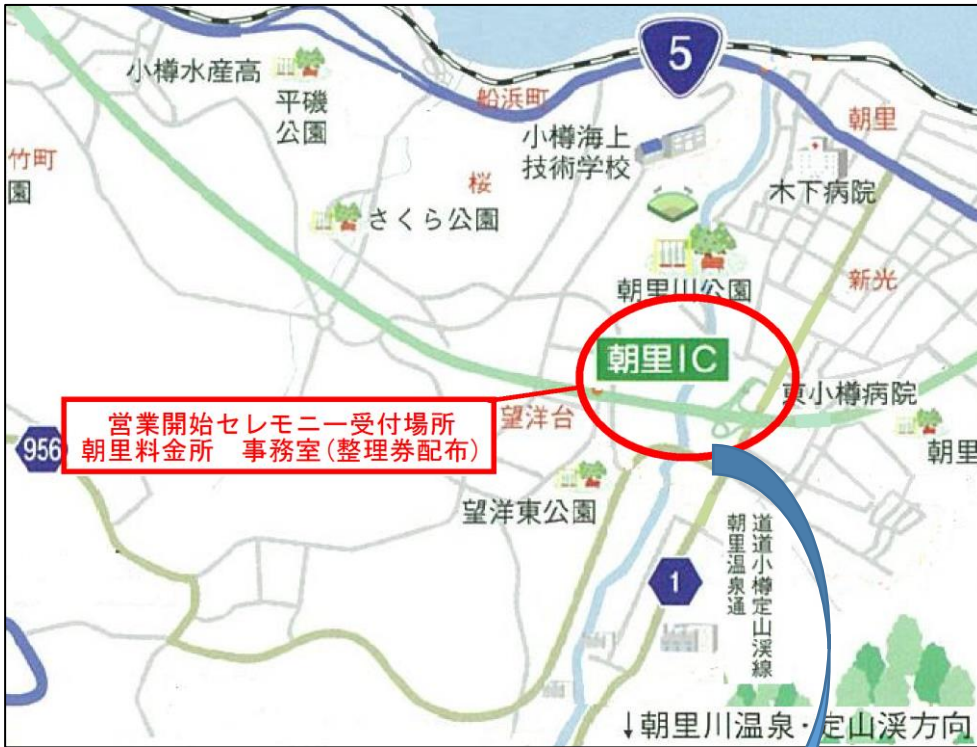 5
小樽水産高
平磯
公園
船浜町
小樽海上
技術学校
朝里
木下病院
竹町
園
桜
さくら公園
朝里川公園
新光
朝里IC
東小樽病院
営業開始セレモニー受付場所
朝里料金所 事務室(整理券配布)
望洋台
956
朝里
望洋東公園
1
道道小樽定山渓線
朝里温泉通
↓朝里川温泉・定山渓方向